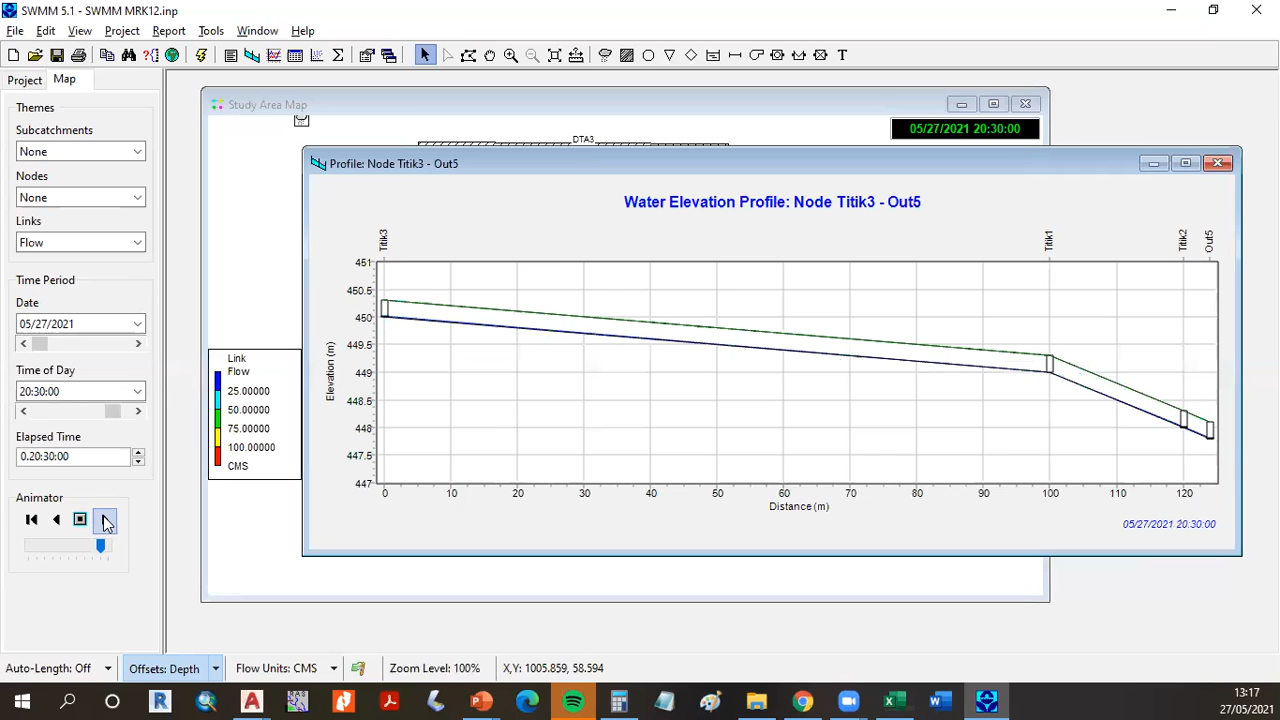 SWMM 5.1 - SWMM MRK12.inp
File Edit View Project Report Tools Window Help
Project Map
Themes
Subcatchments
None
Nodes
None
Links
Flow
Time Period
Date
05/27/2021
Time of Day
20:30:00
Elapsed Time
0.20:30:00
Animator
Study Area Map
05/27/2021 20:30:00
DTA3
Link
Flow
25.00000
50.00000
75.00000
100.00000
CMS
Profile: Node Titik3 - Out5
Water Elevation Profile: Node Titik3 - Out5
Titik3
Titik1
Titik2
Out5
451
450.5
450
449.5
449
448.5
448
447.5
447
Elevation (m)
0 10 20 30 40 50 60 70 80 90 100 110 120
Distance (m)
05/27/2021 20:30:00
Auto-Length: Off Offsets: Depth Flow Units: CMS Zoom Level: 100% X,Y: 1005.859, 58.594
13:17
27/05/2021